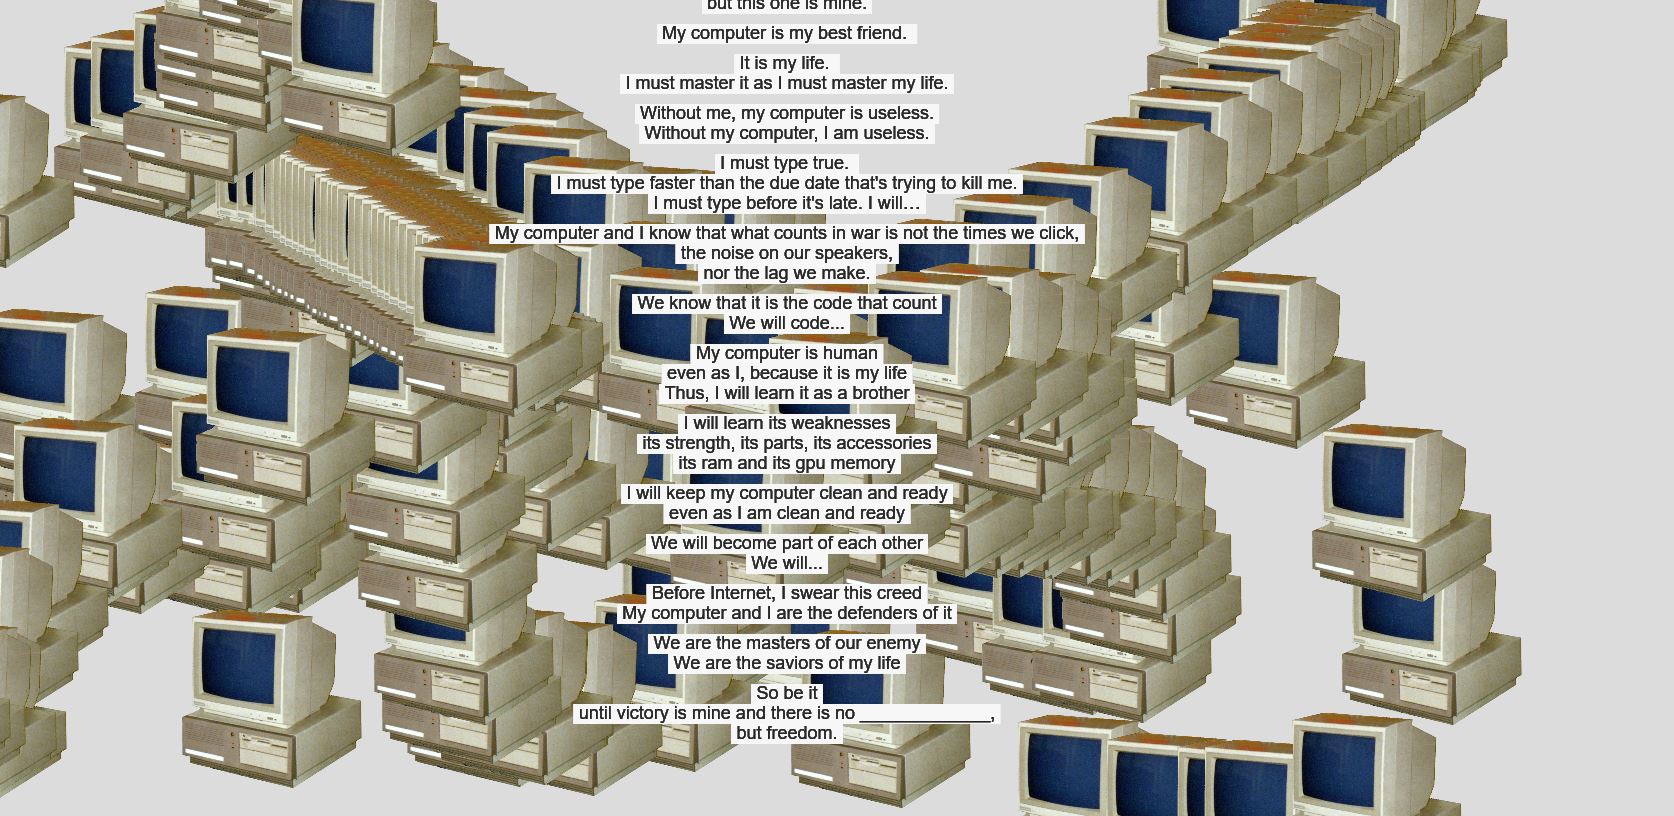 but this one is mine.
My computer is my best friend.
It is my life.
I must master it as I must master my life.
Without me, my computer is useless.
Without my computer, I am useless.
I must type true.
I must type faster than the due date that's trying to kill me.
I must type before it's late. I will…
My computer and I know that what counts in war is not the times we click,
the noise on our speakers,
nor the lag we make.
We know that it is the code that count
We will code...
My computer is human
even as I, because it is my life
Thus, I will learn it as a brother
I will learn its weaknesses
its strength, its parts, its accessories
its ram and its gpu memory
I will keep my computer clean and ready
even as I am clean and ready
We will become part of each other
We will...
Before Internet, I swear this creed
My computer and I are the defenders of it
We are the masters of our enemy
We are the saviors of my life
So be it
until victory is mine and there is no _____________,
but freedom.